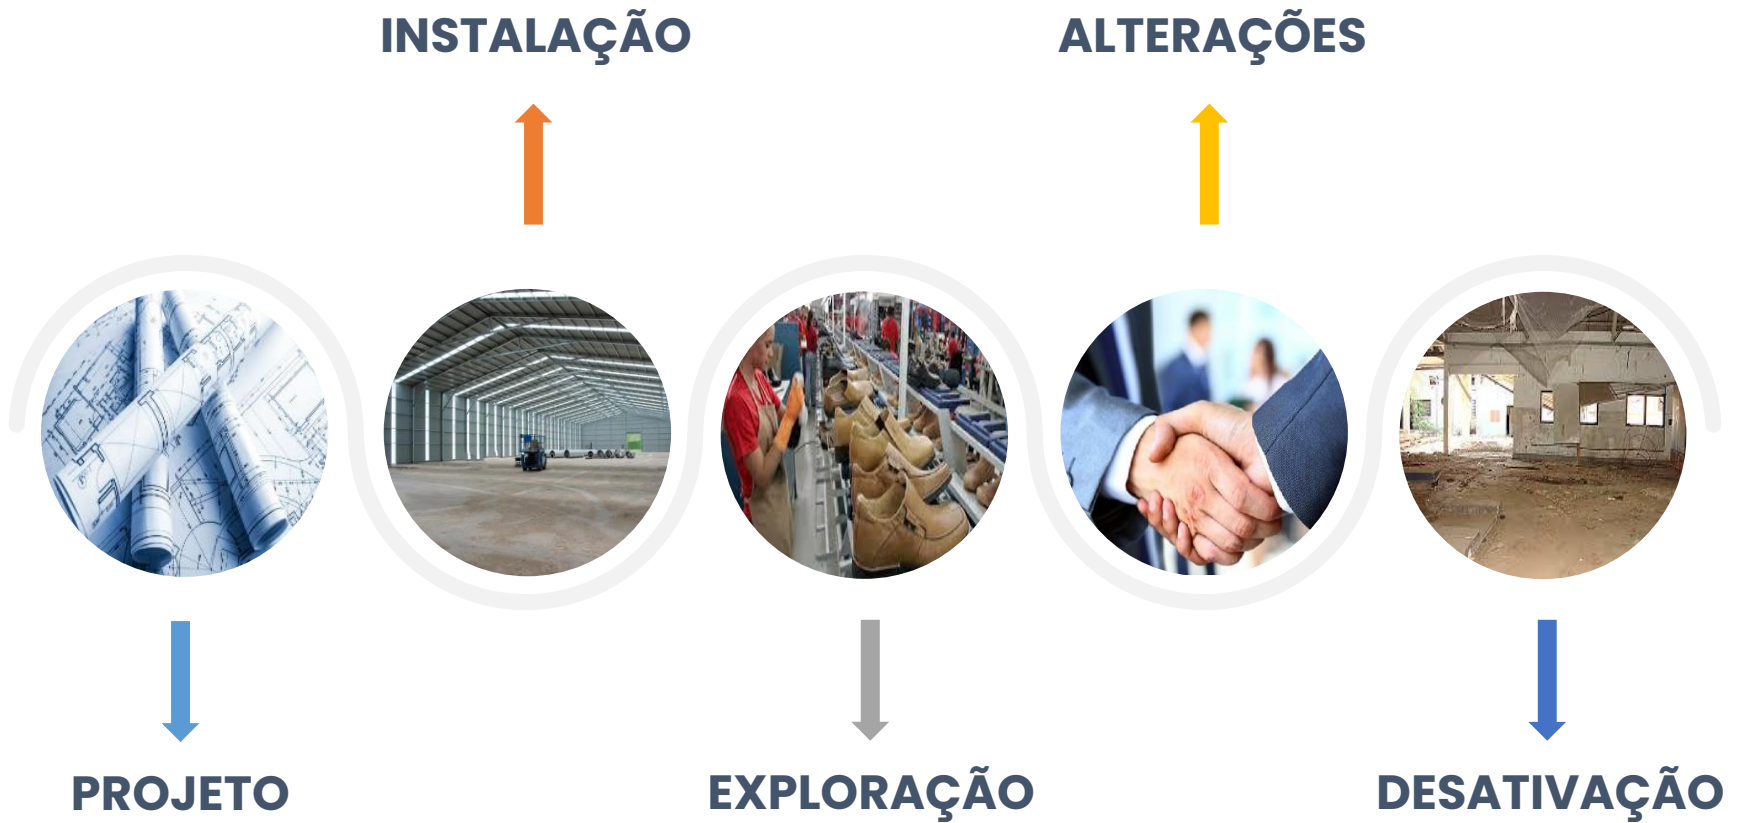 INSTALAÇÃO
ALTERAÇÕES
PROJETO
EXPLORAÇÃO
DESATIVAÇÃO